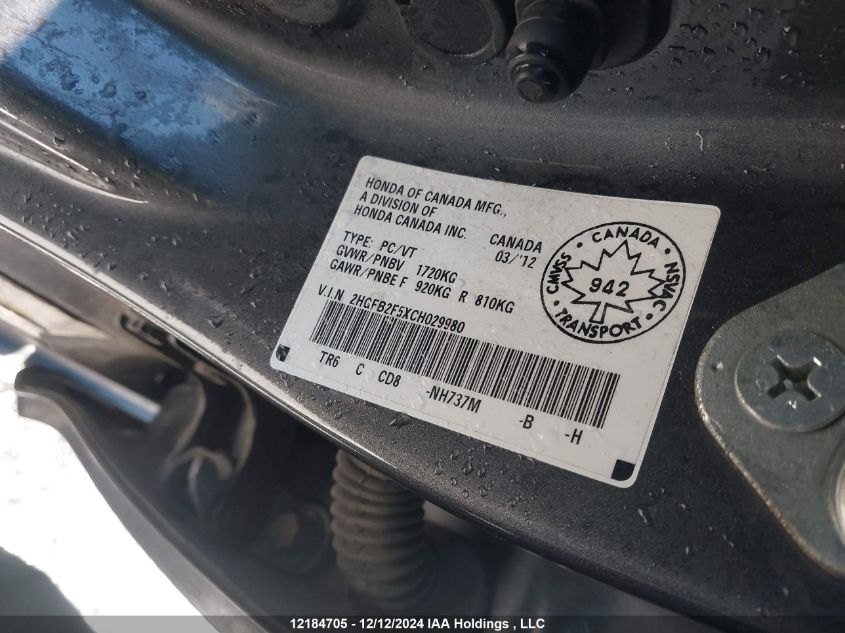 HONDA OF CANADA MFG.,
A DIVISION OF
HONDA CANADA INC. CANADA
TYPE: PC/VT 03/'12
GVWR/PNBV 1720KG
GAWR/PNBE F 920KG R 810KG
V.I.N 2HGFB2F5XCH029980
TR6 C CD8 -NH737M -B -H
CANADA
CMVSS 942 NSVAC
TRANSPORT
12184705 - 12/12/2024 IAA Holdings , LLC